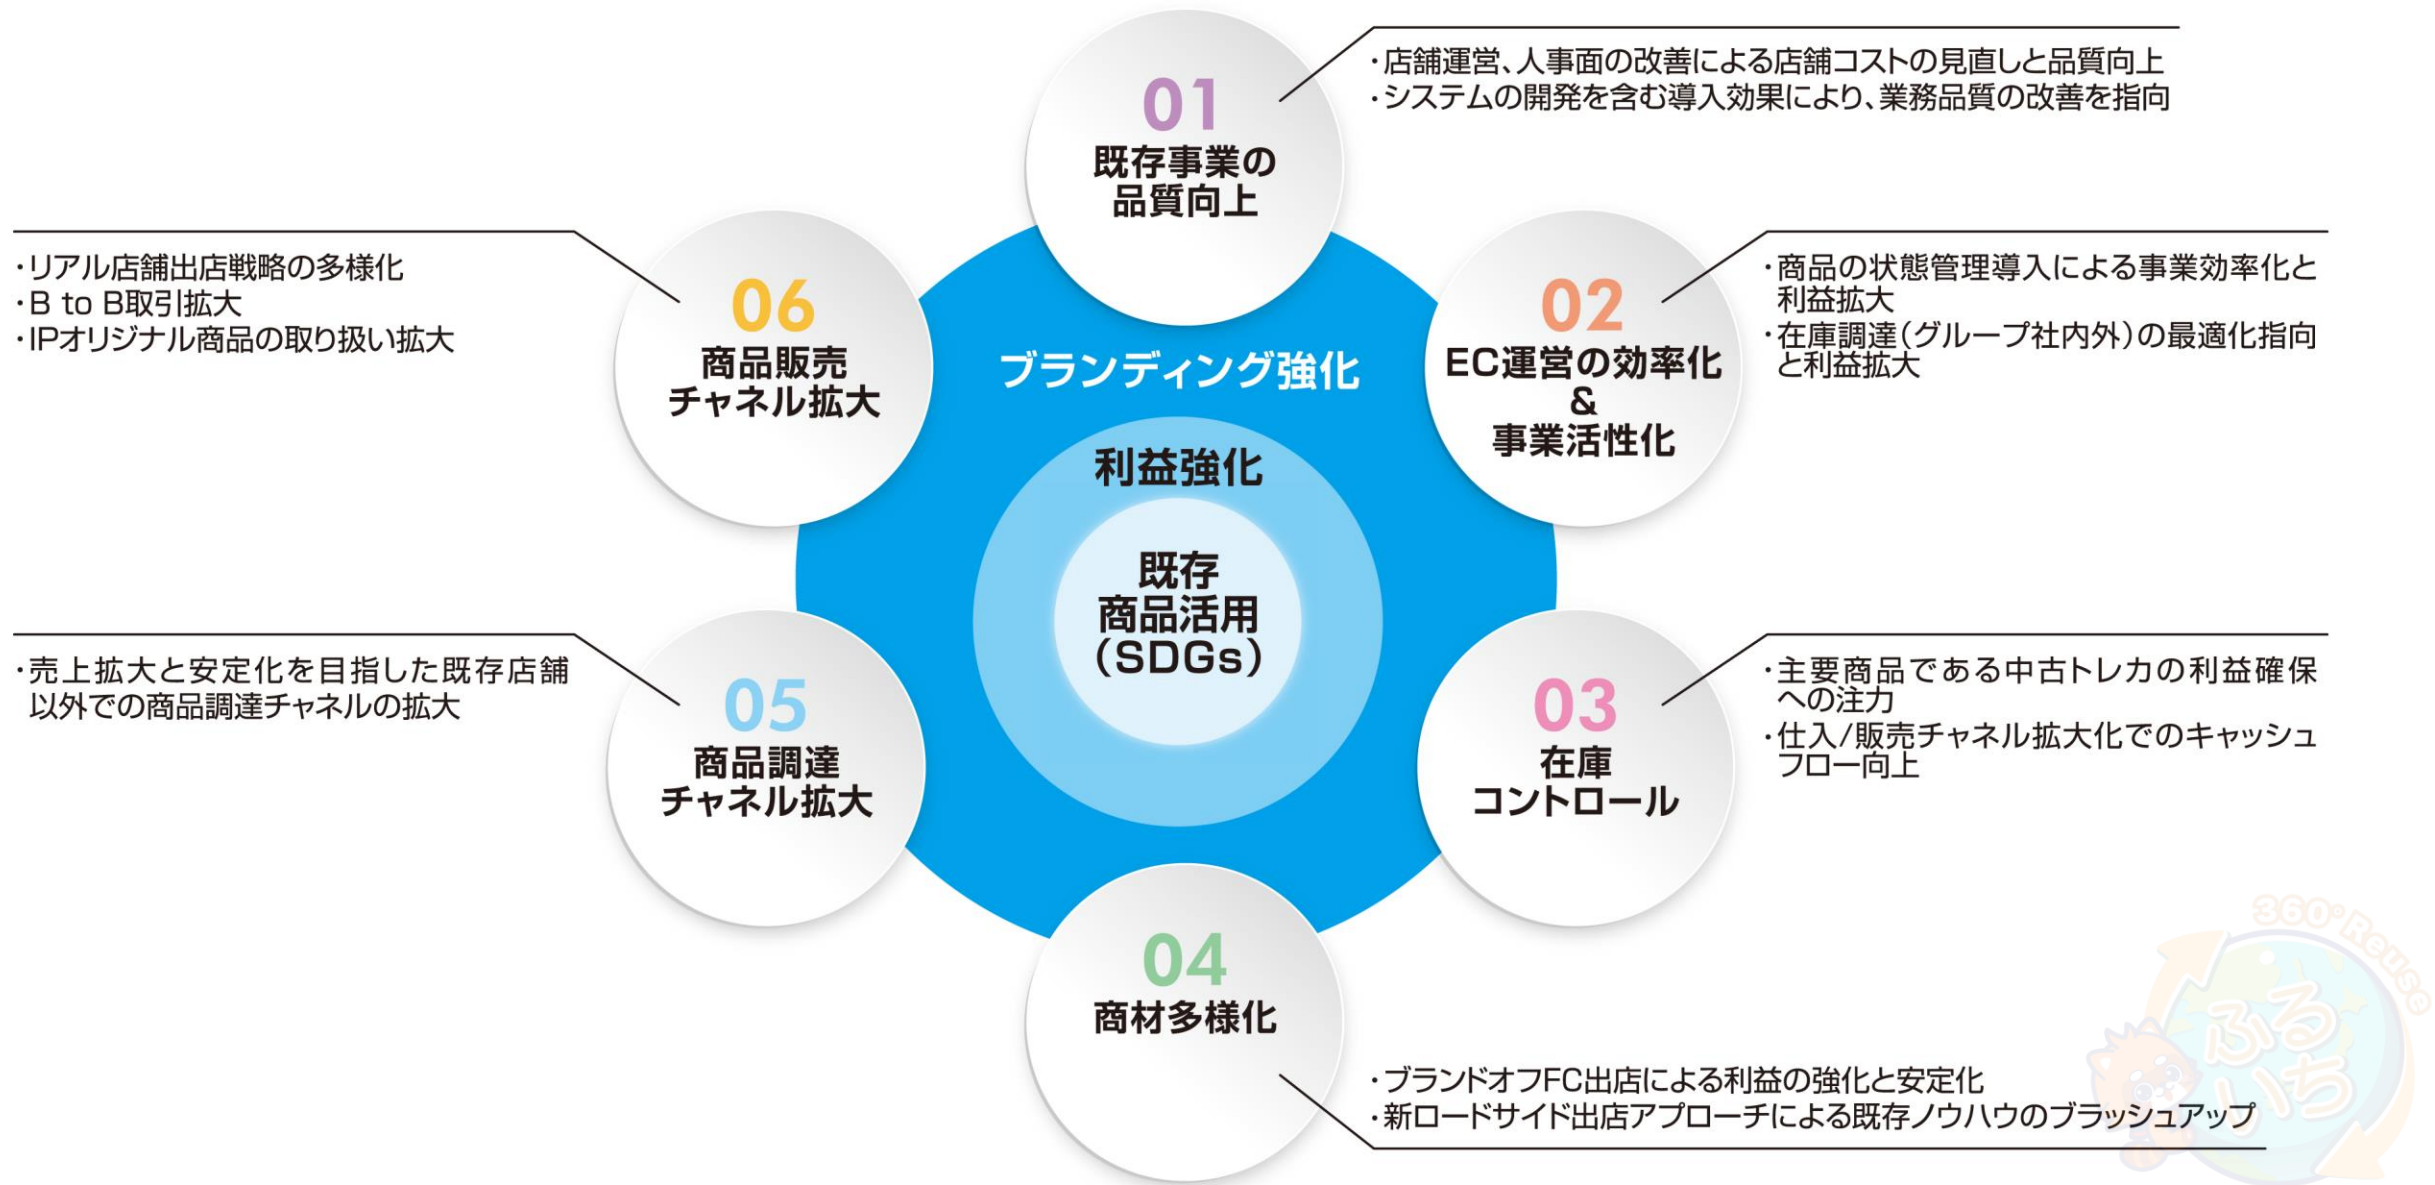 01
既存事業の
品質向上
・店舗運営、人事面の改善による店舗コストの見直しと品質向上
・システムの開発を含む導入効果により、業務品質の改善を指向
02
EC運営の効率化
&
事業活性化
・商品の状態管理導入による事業効率化と
利益拡大
・在庫調達(グループ社内外)の最適化指向
と利益拡大
03
在庫
コントロール
・主要商品である中古トレカの利益確保
への注力
・仕入/販売チャネル拡大化でのキャッシュ
フロー向上
04
商材多様化
・ブランドオフFC出店による利益の強化と安定化
・新ロードサイド出店アプローチによる既存ノウハウのブラッシュアップ
05
商品調達
チャネル拡大
・売上拡大と安定化を目指した既存店舗
以外での商品調達チャネルの拡大
06
商品販売
チャネル拡大
・リアル店舗出店戦略の多様化
・B to B取引拡大
・IPオリジナル商品の取り扱い拡大
ブランディング強化
利益強化
既存
商品活用
(SDGs)
360°Reuse
ふる
いち